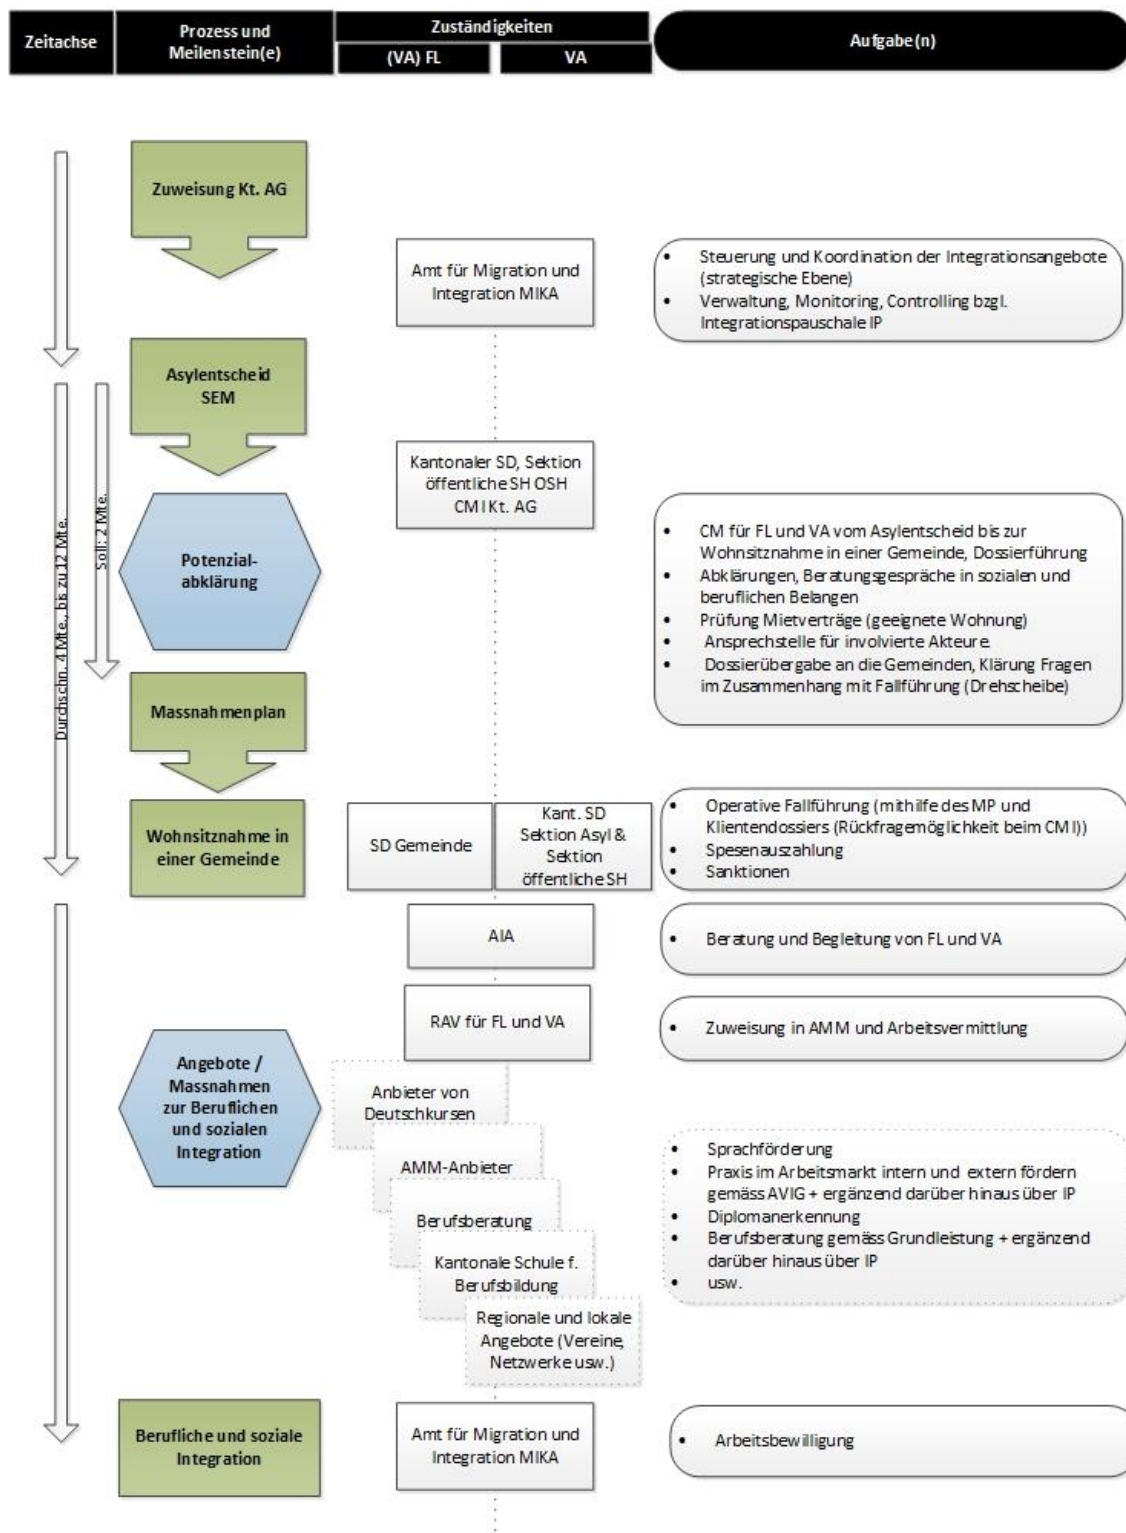 Zeitachse
Prozess und
Meilenstein(e)
Zuständigkeiten
(VA) FL
VA
Aufgabe(n)
Zuweisung Kt. AG
Amt für Migration und
Integration MIKA
• Steuerung und Koordination der Integrationsangebote
(strategische Ebene)
• Verwaltung, Monitoring, Controlling bzgl.
Integrationspauschale IP
Asylentscheid
SEM
Durchschn. 4 Mte., bis zu 12 Mte.
Soll: 2 Mte.
Kantonaler SD, Sektion
öffentliche SH OSH
CMI Kt. AG
Potenzial-
abklärung
• CM für FL und VA vom Asylentscheid bis zur
Wohnsitznahme in einer Gemeinde, Dossierführung
• Abklärungen, Beratungsgespräche in sozialen und
beruflichen Belangen
• Prüfung Mietverträge (geeignete Wohnung)
• Ansprechstelle für involvierte Akteure.
• Dossierübergabe an die Gemeinden, Klärung Fragen
im Zusammenhang mit Fallführung (Drehscheibe)
Massnahmenplan
Wohnsitznahme in
einer Gemeinde
SD Gemeinde
Kant. SD
Sektion Asyl &
Sektion
öffentliche SH
• Operative Fallführung (mithilfe des MP und
Klientendossiers (Rückfragemöglichkeit beim CMI))
• Spesenauszahlung
• Sanktionen
AIA
• Beratung und Begleitung von FL und VA
RAV für FL und VA
• Zuweisung in AMM und Arbeitsvermittlung
Angebote /
Massnahmen
zur Beruflichen
und sozialen
Integration
Anbieter von
Deutschkursen
AMM-Anbieter
Berufsberatung
Kantonale Schule f.
Berufsbildung
Regionale und lokale
Angebote (Vereine,
Netzwerke usw.)
• Sprachförderung
• Praxis im Arbeitsmarkt intern und extern fördern
gemäss AVIG + ergänzend darüber hinaus über IP
• Diplomanerkennung
• Berufsberatung gemäss Grundleistung + ergänzend
darüber hinaus über IP
• usw.
Berufliche und soziale
Integration
Amt für Migration und
Integration MIKA
• Arbeitsbewilligung